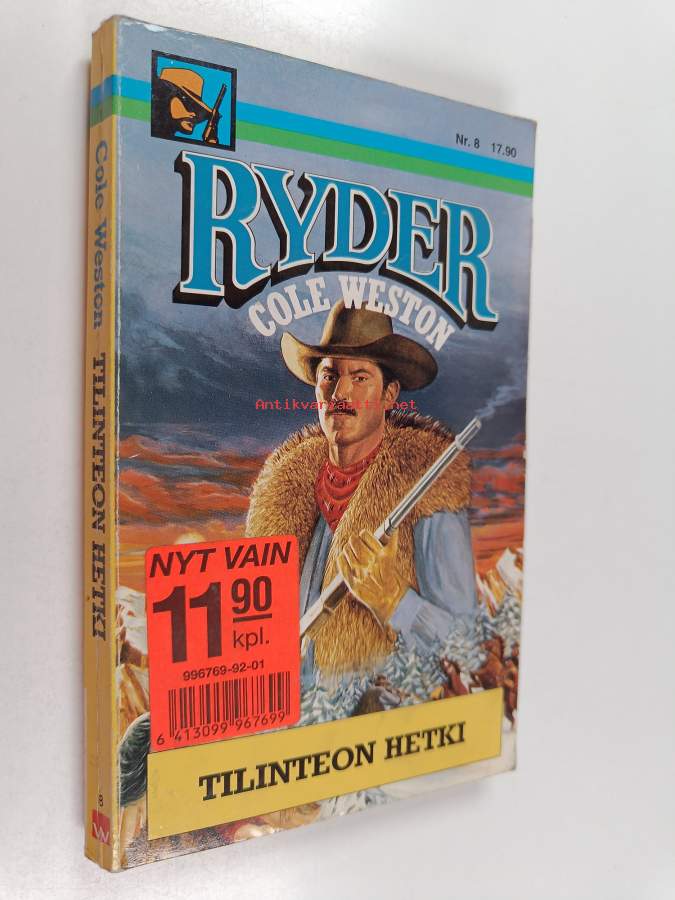 Nr. 8 17.90
RYDER
COLE WESTON
Antikvariaatti.net
NYT VAIN
11 90
kpl.
996769-92-01
6 413099 967699
TILINTEON HETKI
Cole Weston TILINTEON HETKI
8